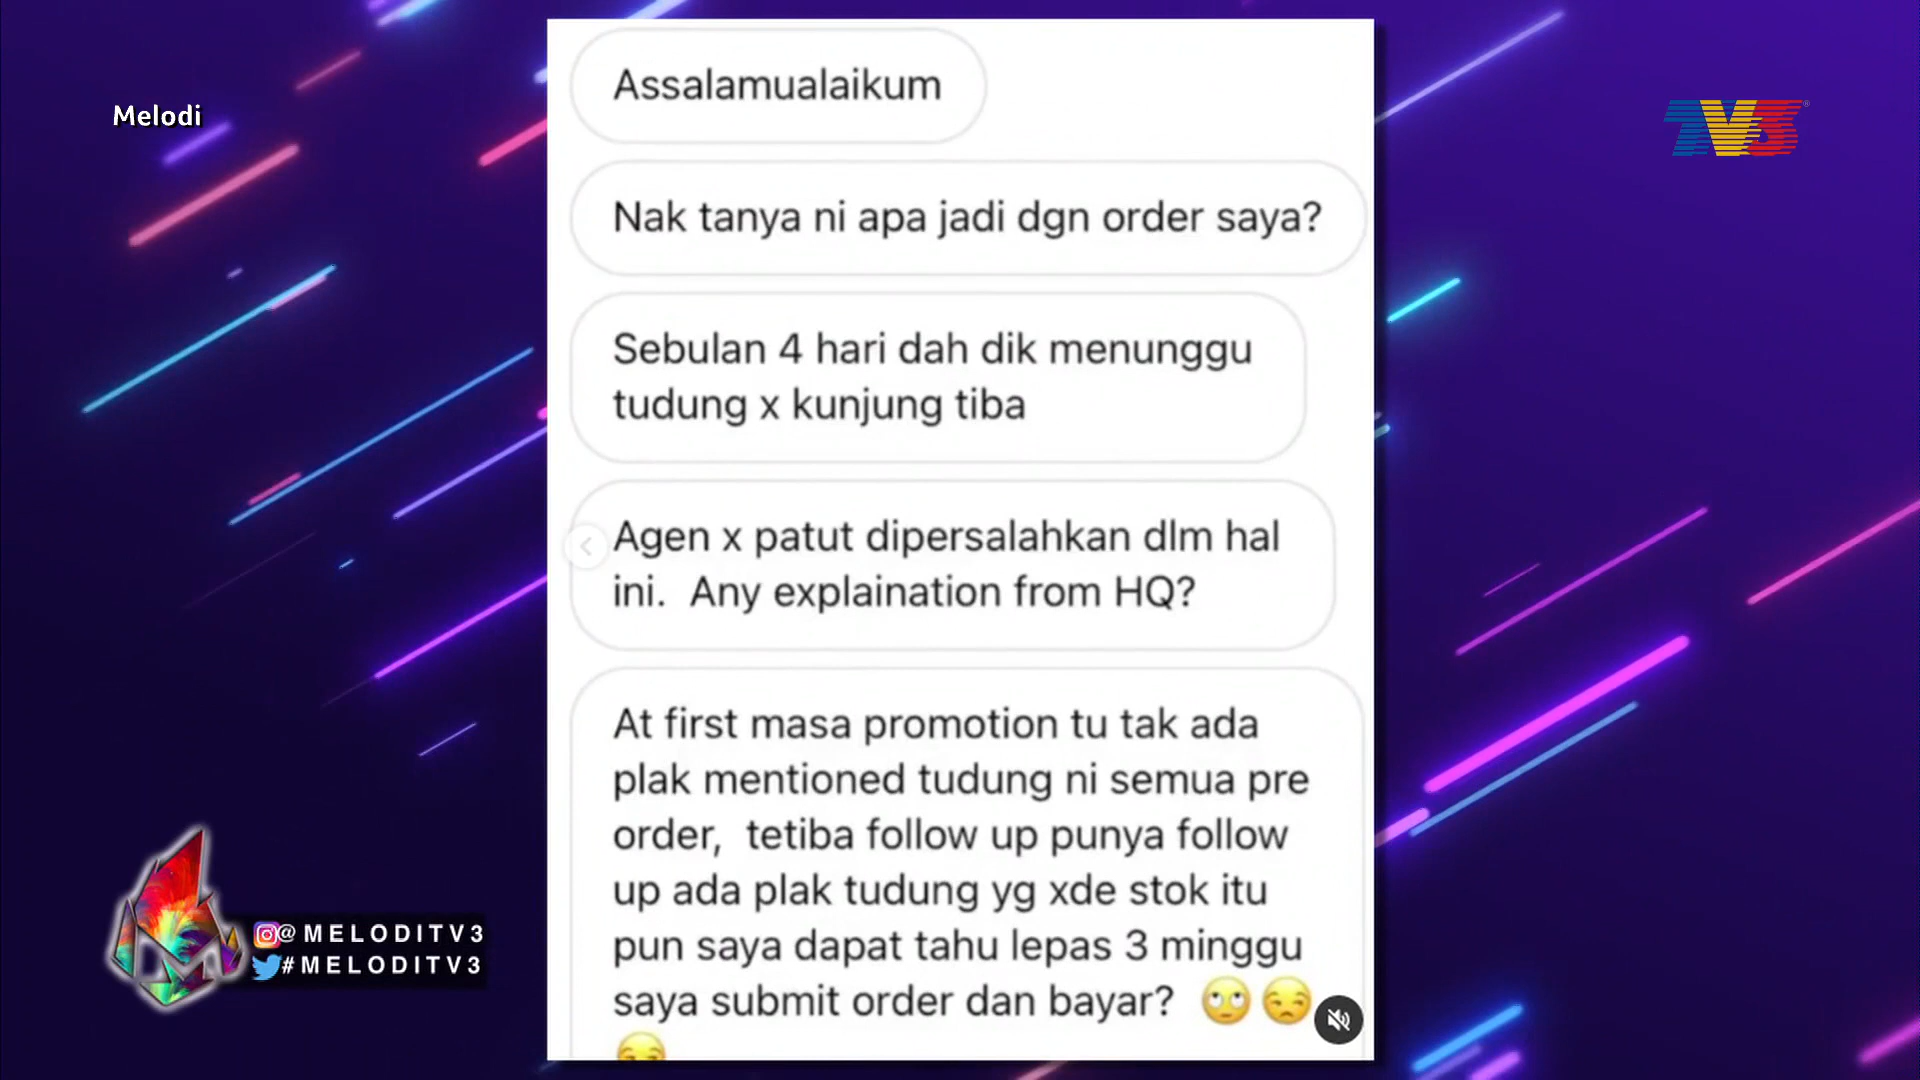 Melodi
TV3
Assalamualaikum
Nak tanya ni apa jadi dgn order saya?
Sebulan 4 hari dah dik menunggu
tudung x kunjung tiba
Agen x patut dipersalahkan dlm hal
ini.  Any explaination from HQ?
At first masa promotion tu tak ada
plak mentioned tudung ni semua pre
order,  tetiba follow up punya follow
up ada plak tudung yg xde stok itu
pun saya dapat tahu lepas 3 minggu
saya submit order dan bayar? 🙄😒
😒
@MELODITV3
#MELODITV3